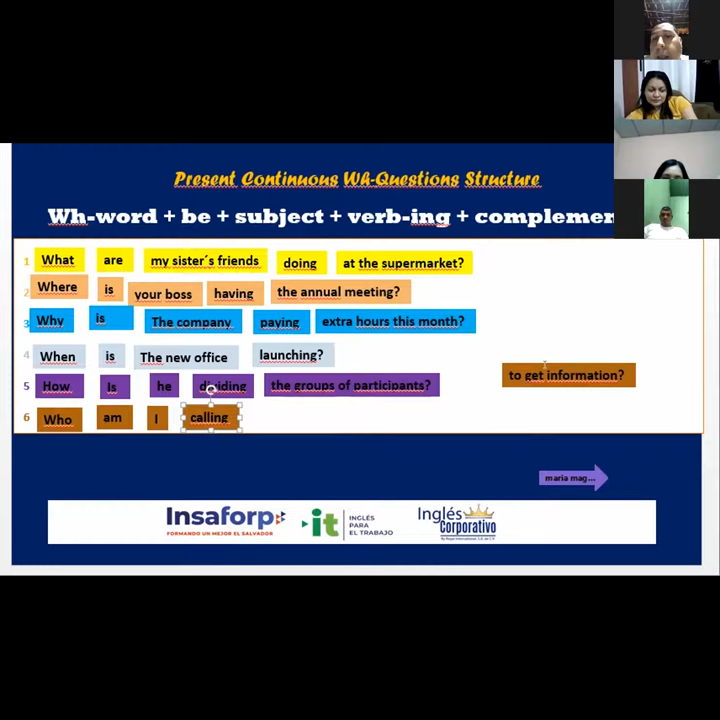 Present Continuous Wh-Questions Structure
Wh-word + be + subject + verb-ing + complemen
1 What are my sister´s friends doing at the supermarket?
2 Where is your boss having the annual meeting?
3 Why is The company paying extra hours this month?
4 When is The new office launching?
5 How Is he dividing the groups of participants?
to get information?
6 Who am I calling
maria mag...
Insaforp
FORMANDO UN MEJOR EL SALVADOR
it INGLÉS PARA EL TRABAJO
Inglés Corporativo